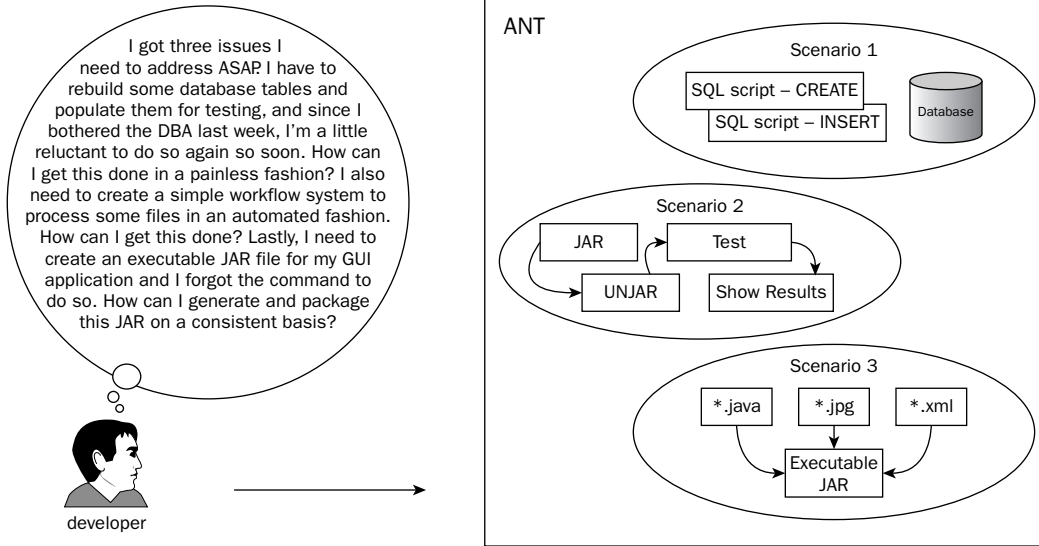 I got three issues I
need to address ASAP. I have to
rebuild some database tables and
populate them for testing, and since I
bothered the DBA last week, I'm a little
reluctant to do so again so soon. How can
I get this done in a painless fashion? I also
need to create a simple workflow system to
process some files in an automated fashion.
How can I get this done? Lastly, I need to
create an executable JAR file for my GUI
application and I forgot the command to
do so. How can I generate and package
this JAR on a consistent basis?
developer
ANT
Scenario 1
SQL script – CREATE
SQL script – INSERT
Database
Scenario 2
JAR
Test
UNJAR
Show Results
Scenario 3
*.java
*.jpg
*.xml
Executable
JAR